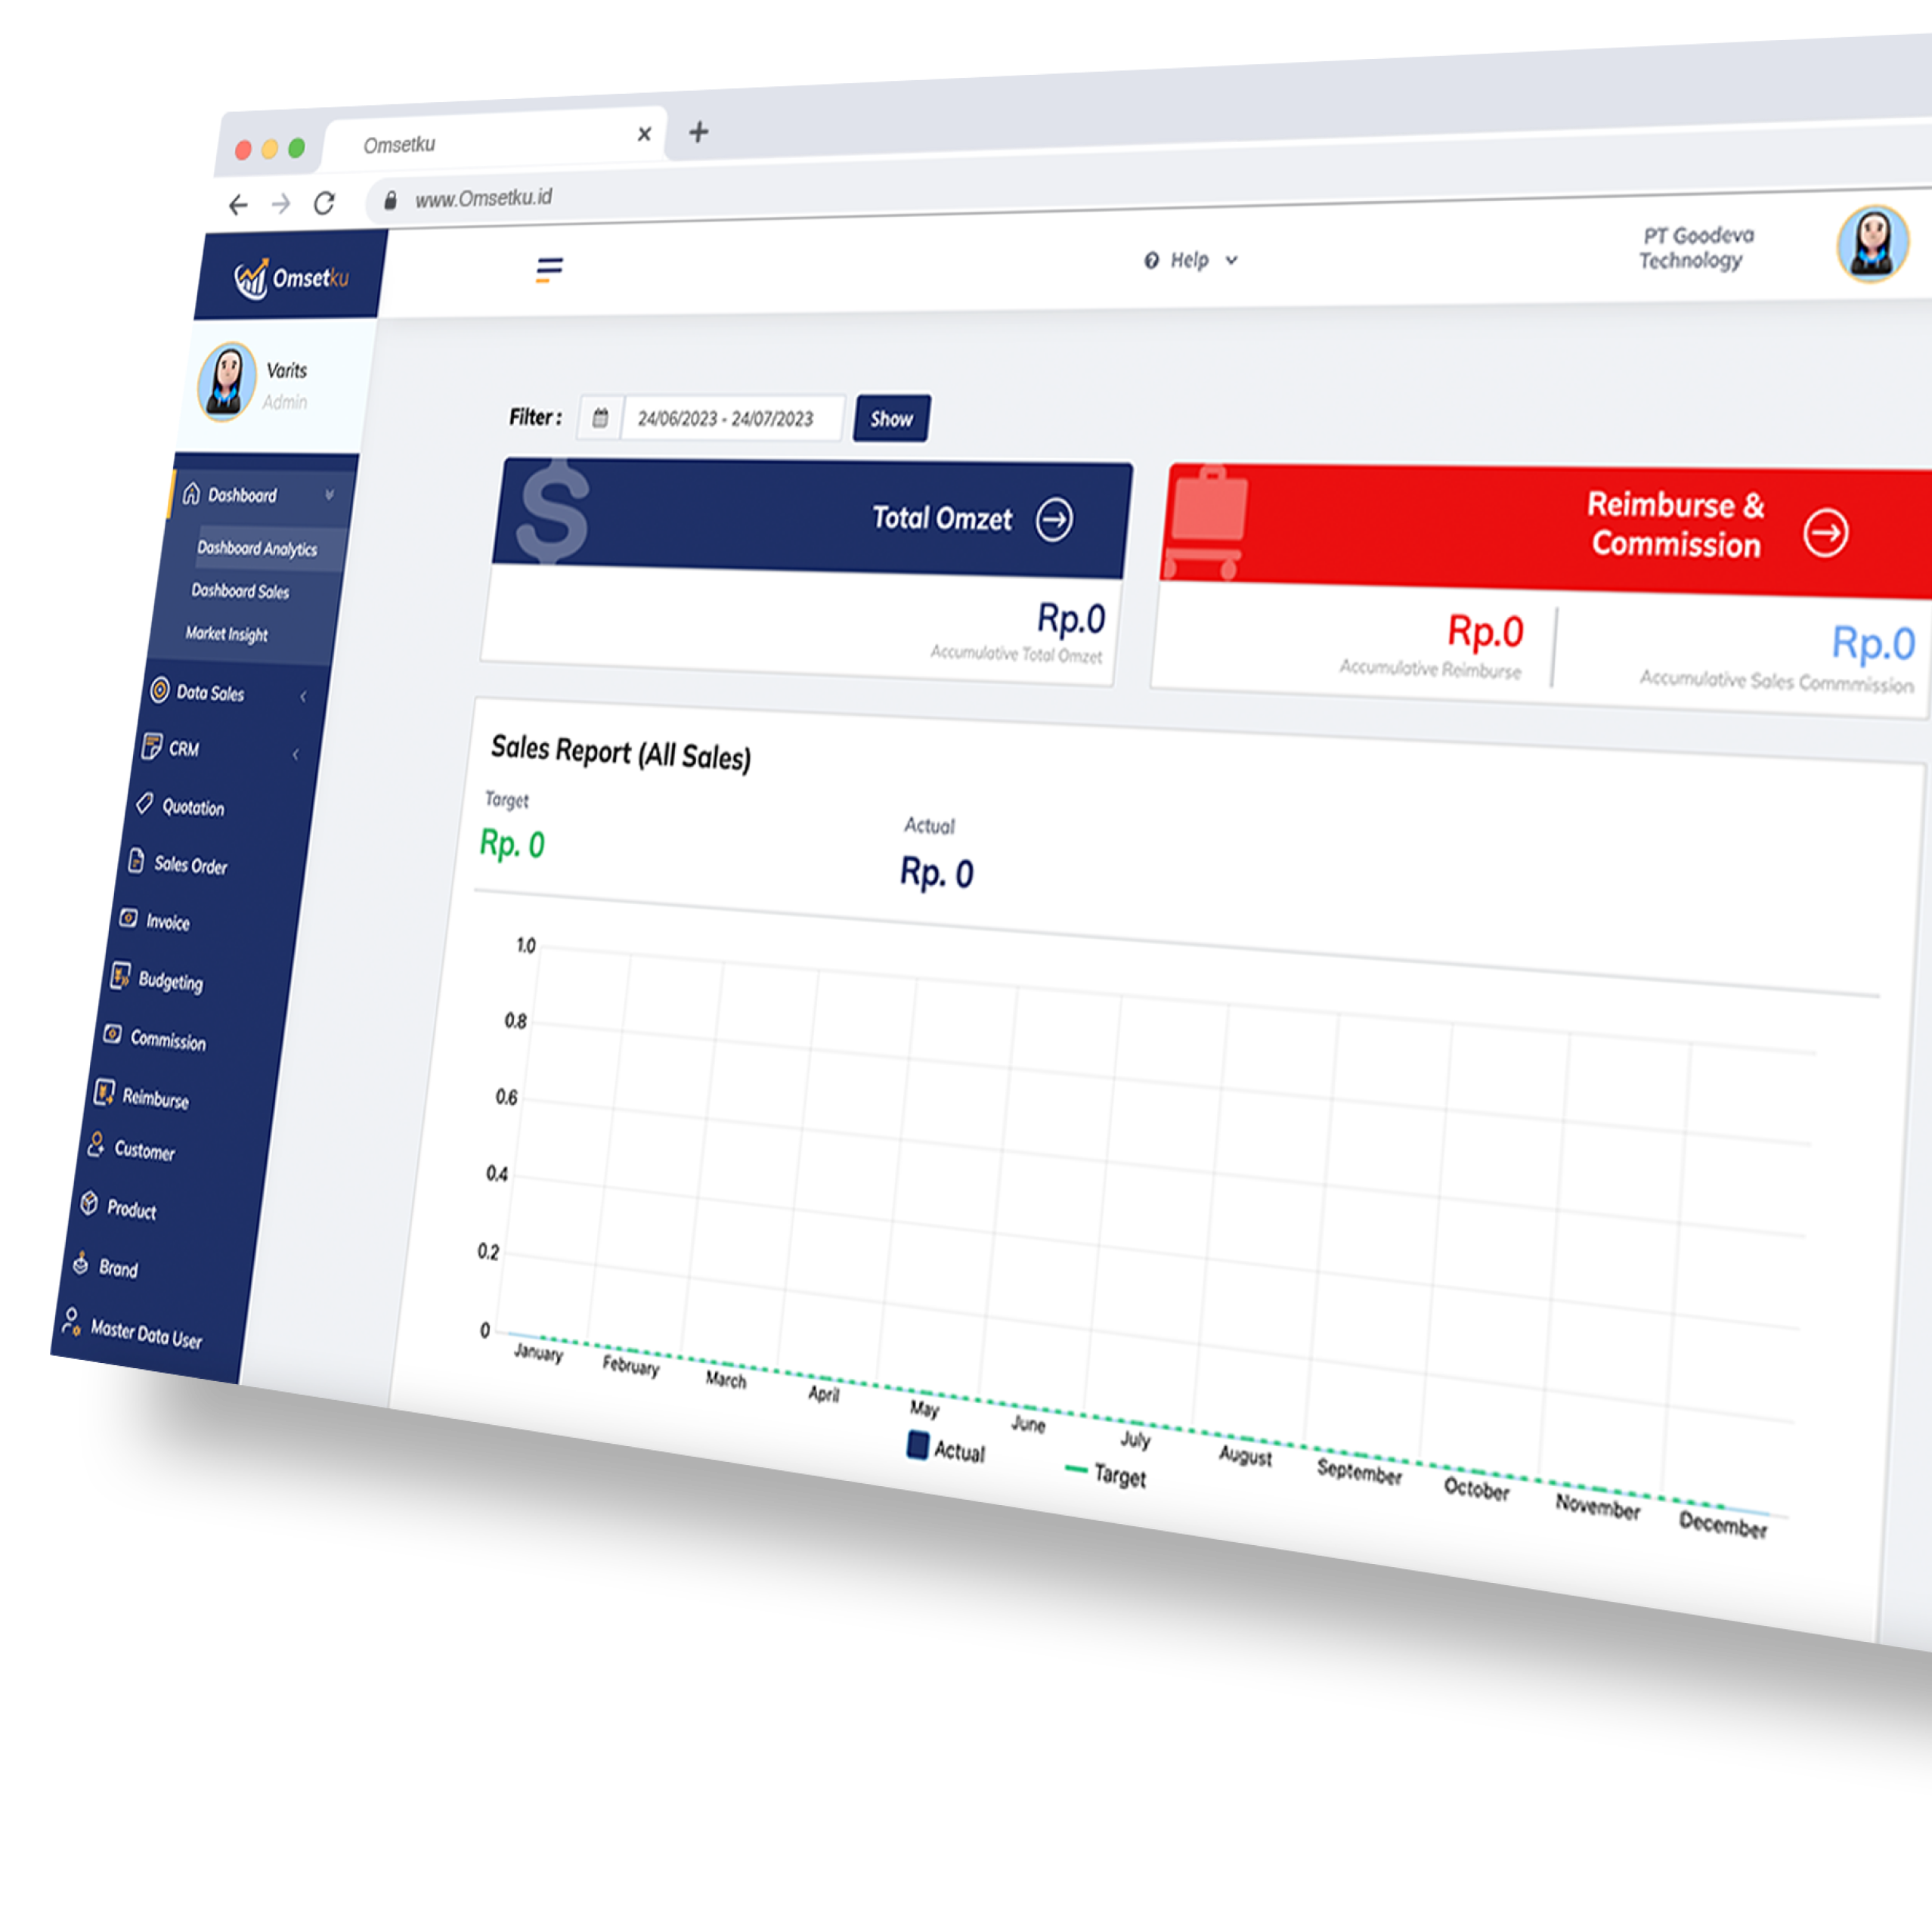 Omsetku
www.Omsetku.id
Omsetku
Help
PT Goodeva
Technology
Varits
Admin
Filter :
24/06/2023 - 24/07/2023
Show
Dashboard
Dashboard Analytics
Dashboard Sales
Market Insight
Data Sales
CRM
Quotation
Sales Order
Invoice
Budgeting
Commission
Reimburse
Customer
Product
Brand
Master Data User
$
Total Omzet
Rp.0
Accumulative Total Omzet
Reimburse &
Commission
Rp.0
Accumulative Reimburse
Rp.0
Accumulative Sales Commmission
Sales Report (All Sales)
Target
Rp. 0
Actual
Rp. 0
1.0
0.8
0.6
0.4
0.2
0
January
February
March
April
May
June
July
August
September
October
November
December
Actual
Target